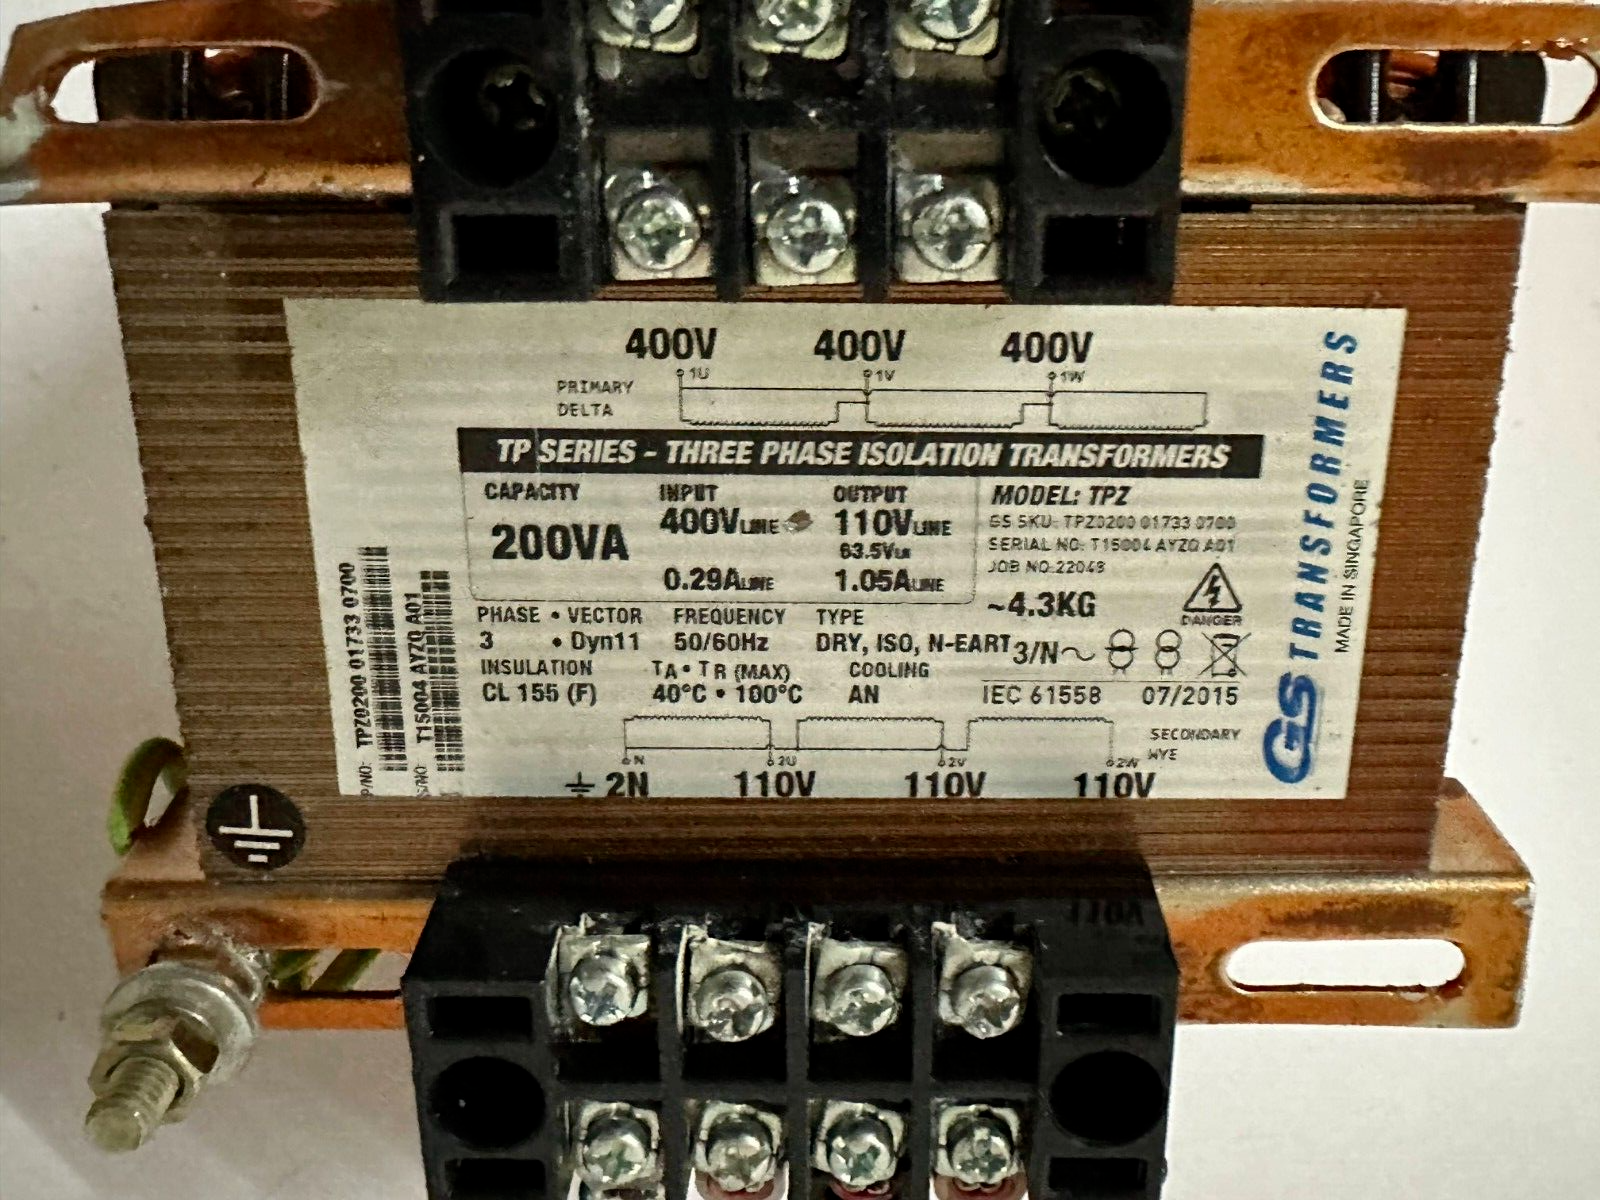 400V 400V 400V
1U 1V 1W
PRIMARY
DELTA
TP SERIES - THREE PHASE ISOLATION TRANSFORMERS
CAPACITY INPUT OUTPUT
200VA 400VLINE 110VLINE
63.5V
0.29ALINE 1.05ALINE
MODEL: TPZ
GS SKU: TPZ0200 01733 0700
SERIAL NO: T15004 AYZQ A01
JOB NO:22048
~4.3KG
DANGER
PHASE • VECTOR FREQUENCY TYPE
3 • Dyn11 50/60Hz DRY, ISO, N-EART
3/N~
INSULATION TA • TR (MAX) COOLING
CL 155 (F) 40°C • 100°C AN
IEC 61558 07/2015
SECONDARY
WYE
N 2U 2V 2W
2N 110V 110V 110V
P/NO: TPZ0200 01733 0700
S/NO: T15004 AYZQ A01
GS TRANSFORMERS
MADE IN SINGAPORE
110V